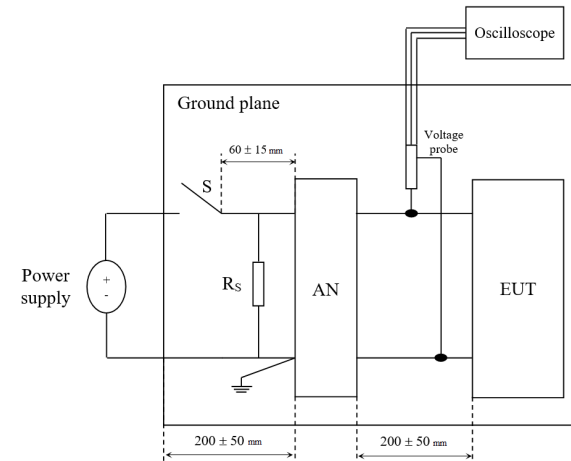 Oscilloscope
Ground plane
Voltage
probe
60 ± 15 mm
S
Power
supply
+
-
RS
AN
EUT
200 ± 50 mm
200 ± 50 mm